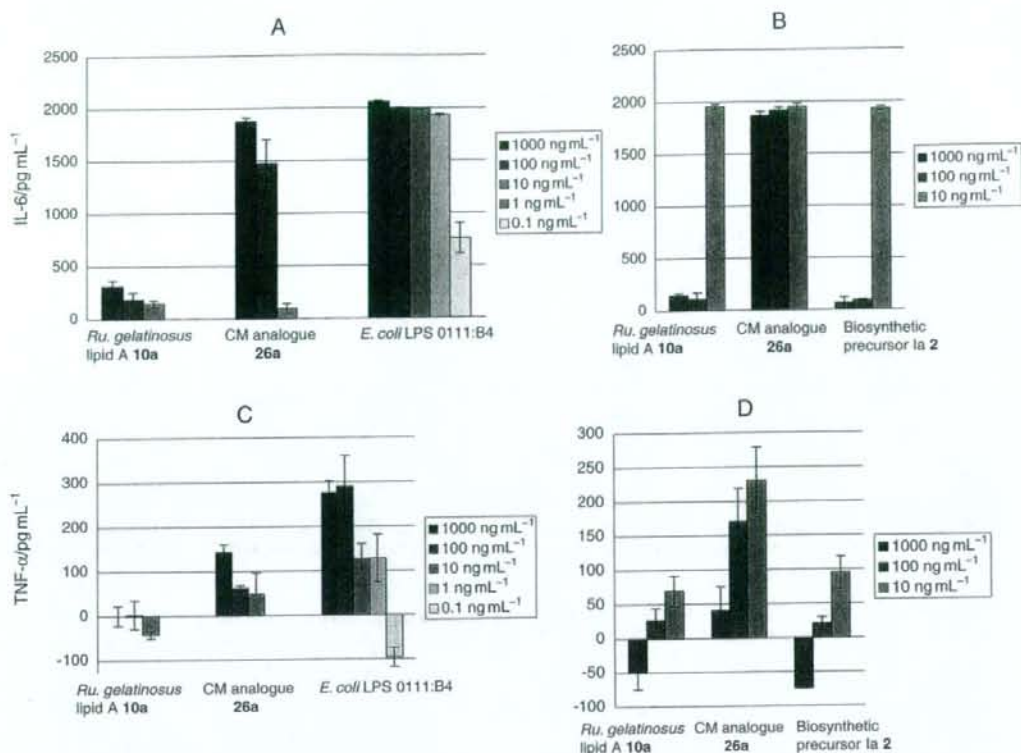 A
IL-6/pg mL⁻¹
2500
2000
1500
1000
500
0
Ru. gelatinosus
lipid A 10a
CM analogue
26a
E. coli LPS 0111:B4
1000 ng mL⁻¹
100 ng mL⁻¹
10 ng mL⁻¹
1 ng mL⁻¹
0.1 ng mL⁻¹
B
2500
2000
1500
1000
500
0
Ru. gelatinosus
lipid A 10a
CM analogue
26a
Biosynthetic
precursor Ia 2
1000 ng mL⁻¹
100 ng mL⁻¹
10 ng mL⁻¹
C
TNF-α/pg mL⁻¹
400
300
200
100
0
-100
Ru. gelatinosus
lipid A 10a
CM analogue
26a
E. coli LPS 0111:B4
1000 ng mL⁻¹
100 ng mL⁻¹
10 ng mL⁻¹
1 ng mL⁻¹
0.1 ng mL⁻¹
D
300
250
200
150
100
50
0
-50
-100
Ru. gelatinosus
lipid A 10a
CM analogue
26a
Biosynthetic
precursor Ia 2
1000 ng mL⁻¹
100 ng mL⁻¹
10 ng mL⁻¹